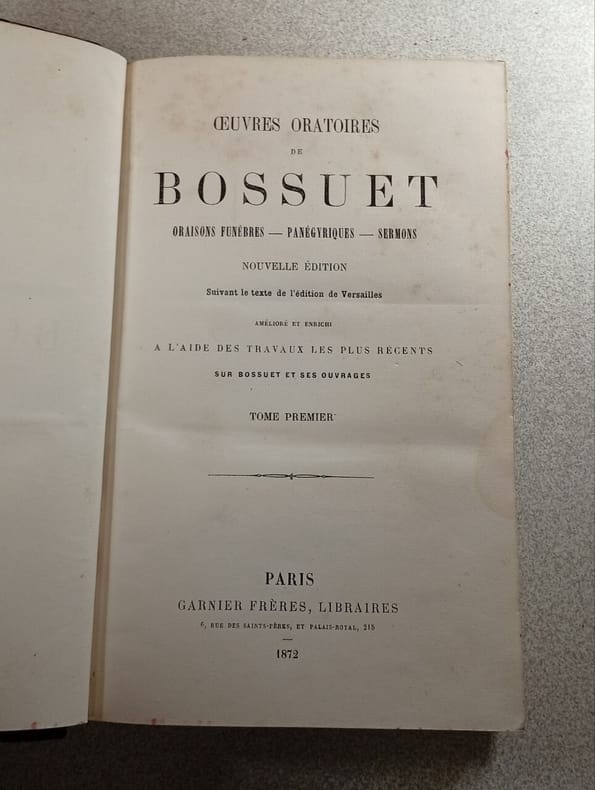 ŒUVRES ORATOIRES
DE
BOSSUET
ORAISONS FUNÈBRES — PANÉGYRIQUES — SERMONS
NOUVELLE ÉDITION
Suivant le texte de l'édition de Versailles
AMÉLIORÉ ET ENRICHI
A L'AIDE DES TRAVAUX LES PLUS RÉCENTS
SUR BOSSUET ET SES OUVRAGES
TOME PREMIER
PARIS
GARNIER FRÈRES, LIBRAIRES
6, RUE DES SAINTS-PÈRES, ET PALAIS-ROYAL, 215
1872